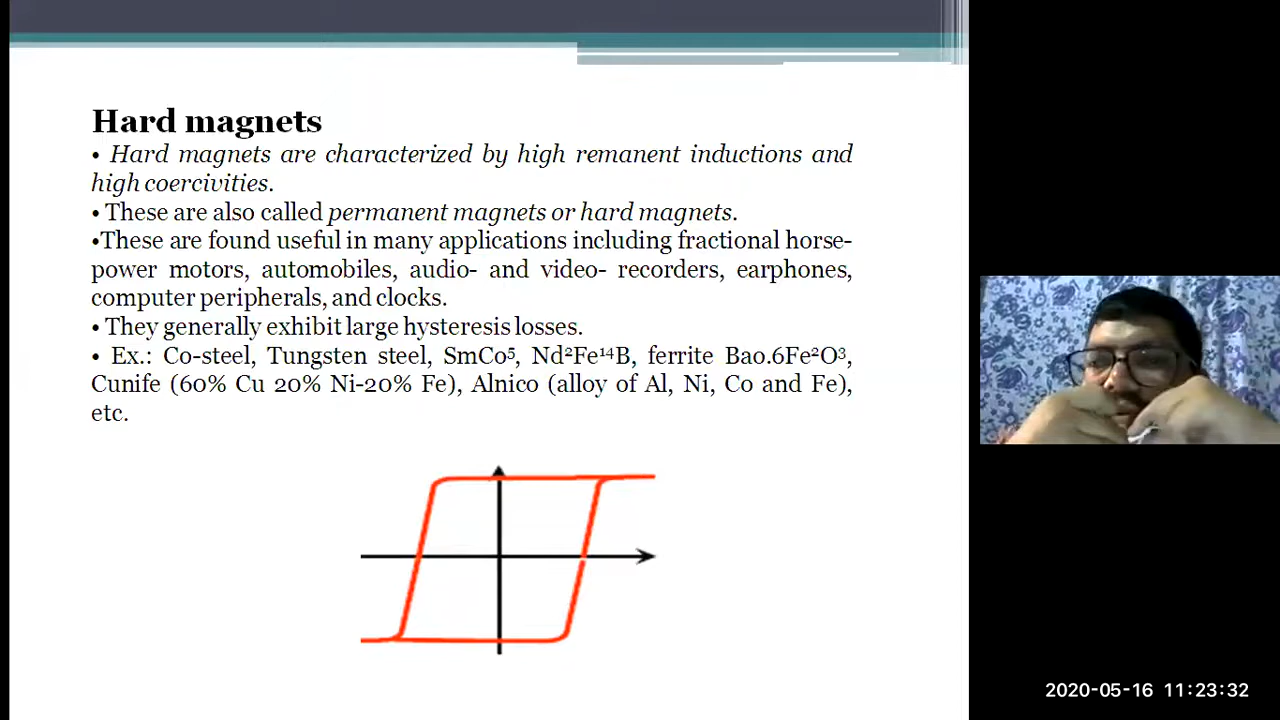 Hard magnets
• Hard magnets are characterized by high remanent inductions and
high coercivities.
• These are also called permanent magnets or hard magnets.
•These are found useful in many applications including fractional horse-
power motors, automobiles, audio- and video- recorders, earphones,
computer peripherals, and clocks.
• They generally exhibit large hysteresis losses.
• Ex.: Co-steel, Tungsten steel, SmCo⁵, Nd²Fe¹⁴B, ferrite Bao.6Fe²O³,
Cunife (60% Cu 20% Ni-20% Fe), Alnico (alloy of Al, Ni, Co and Fe),
etc.
2020-05-16 11:23:32